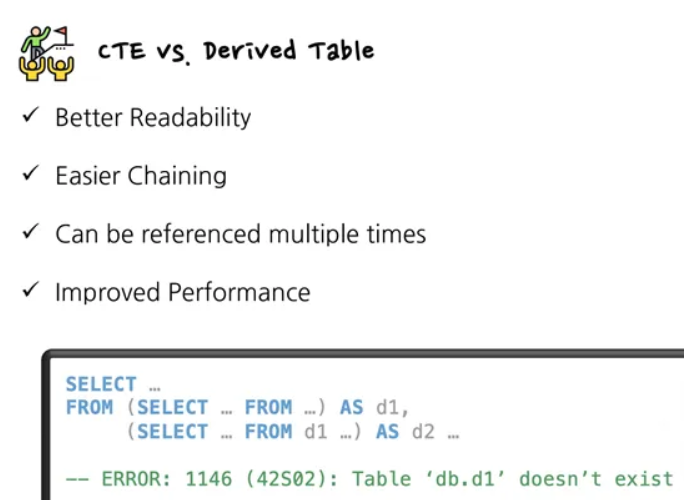 CTE vs. Derived Table
✓ Better Readability
✓ Easier Chaining
✓ Can be referenced multiple times
✓ Improved Performance
SELECT …
FROM (SELECT … FROM …) AS d1,
(SELECT … FROM d1 …) AS d2 …
-- ERROR: 1146 (42S02): Table ‘db.d1’ doesn’t exist